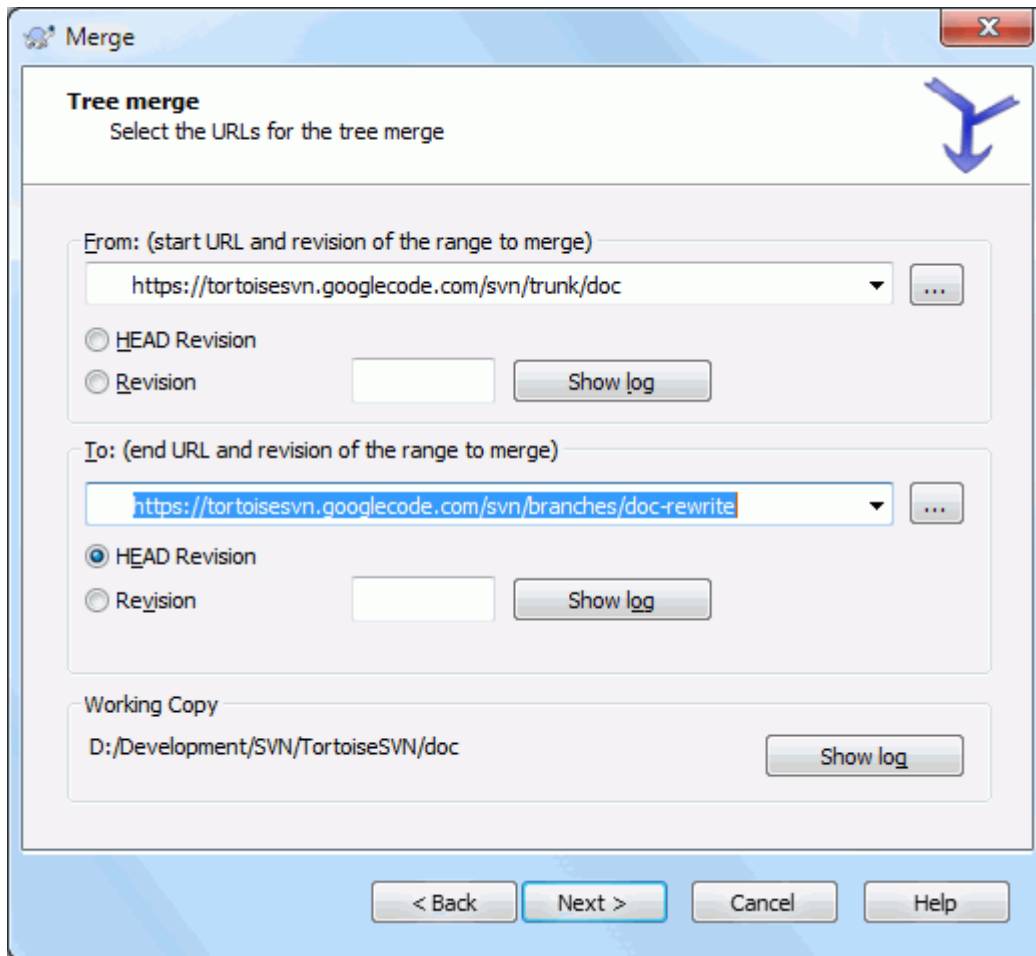 Merge
Tree merge
Select the URLs for the tree merge
From: (start URL and revision of the range to merge)
https://tortoisesvn.googlecode.com/svn/trunk/doc
...
HEAD Revision
Revision
Show log
To: (end URL and revision of the range to merge)
https://tortoisesvn.googlecode.com/svn/branches/doc-rewrite
...
HEAD Revision
Revision
Show log
Working Copy
D:/Development/SVN/TortoiseSVN/doc
Show log
< Back
Next >
Cancel
Help